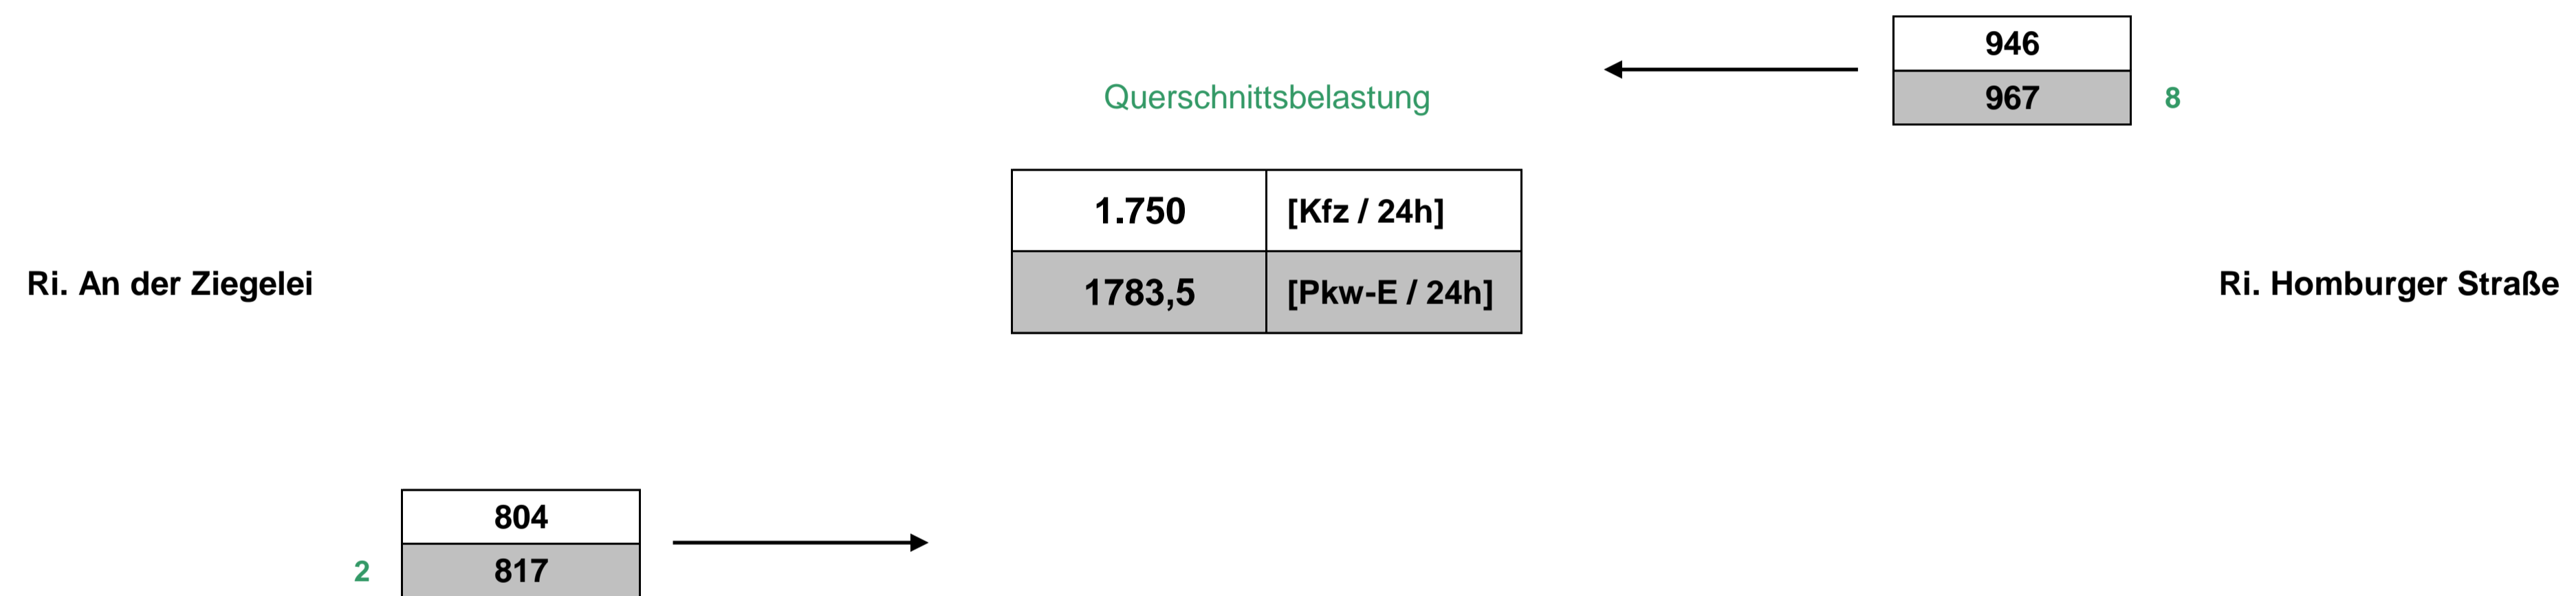 946
Querschnittsbelastung
967 8
1.750 [Kfz / 24h]
Ri. An der Ziegelei
1783,5 [Pkw-E / 24h]
Ri. Homburger Straße
804
2 817